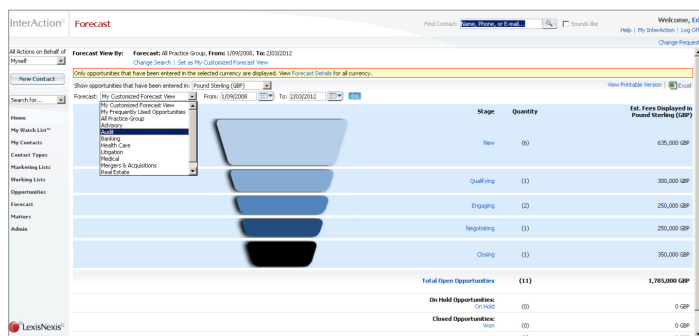 InterAction®
Forecast
Find Contact: Name, Phone, or E-mail...
Sounds like
Welcome, Ed
Help | My InterAction | Log Off
Change Request
All Actions on Behalf of
Myself
New Contact
Search for...
Home
My Watch List™
My Contacts
Contact Types
Marketing Lists
Working Lists
Opportunities
Forecast
Matters
Admin
LexisNexis®
Forecast View By: Forecast: All Practice Group, From: 1/09/2008, To: 2/03/2012
Change Search | Set as My Customized Forecast View
Only opportunities that have been entered in the selected currency are displayed. View Forecast Details for all currency.
Show opportunities that have been entered in: Pound Sterling (GBP)
View Printable Version | Excel
Forecast: My Customized Forecast View From: 1/09/2008 To: 2/03/2012
My Customized Forecast View
My Frequently Used Opportunities
All Practice Group
Advisory
Audit
Banking
Health Care
Litigation
Medical
Mergers & Acquisitions
Real Estate
Stage Quantity Est. Fees Displayed in
Pound Sterling (GBP)
New (6) 635,000 GBP
Qualifying (1) 300,000 GBP
Engaging (2) 250,000 GBP
Negotiating (1) 250,000 GBP
Closing (1) 350,000 GBP
Total Open Opportunities (11) 1,785,000 GBP
On Hold Opportunities:
On Hold (0) 0 GBP
Closed Opportunities:
Won (0) 0 GBP